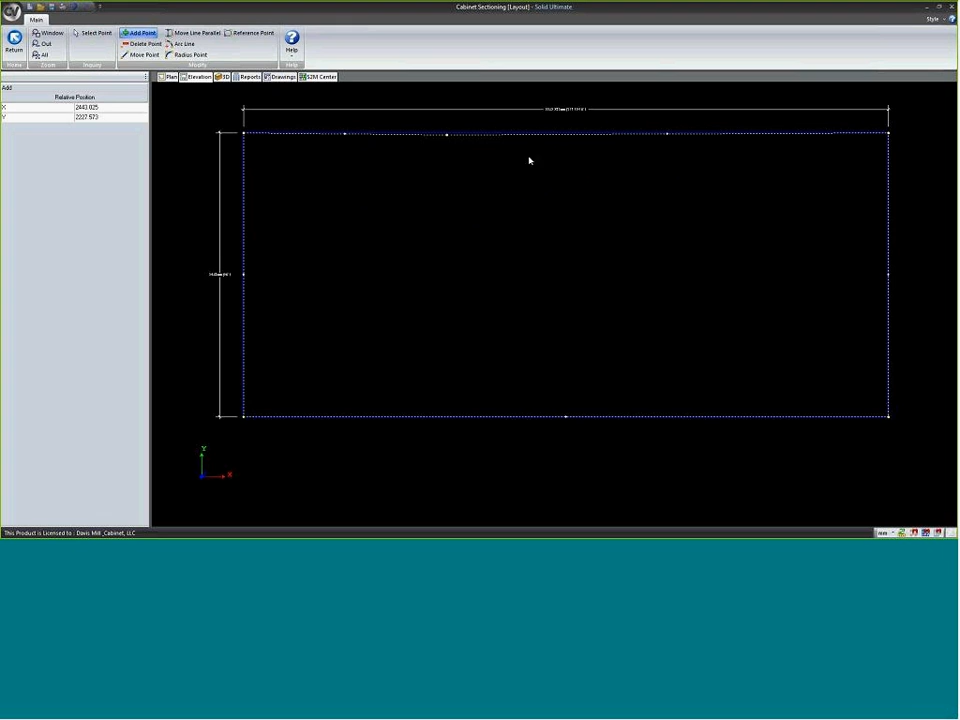 Cabinet Sectioning [Layout] - Solid Ultimate
Main
Style
Return
Window
Out
All
Select Point
Add Point
Delete Point
Move Point
Move Line Parallel
Arc Line
Radius Point
Reference Point
Help
Home
Zoom
Inquiry
Modify
Help
Plan
Elevation
3D
Reports
Drawings
S2M Center
Add
Relative Position
X 2443.025
Y 2227.573
Y
X
This Product is Licensed to : Davis Mill _Cabinet, LLC
mm